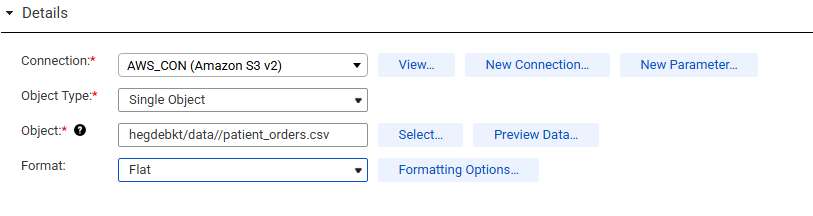 Details
Connection:* AWS_CON (Amazon S3 v2) View... New Connection... New Parameter...
Object Type:* Single Object
Object:* ? hegdebkt/data//patient_orders.csv Select... Preview Data...
Format: Flat Formatting Options...